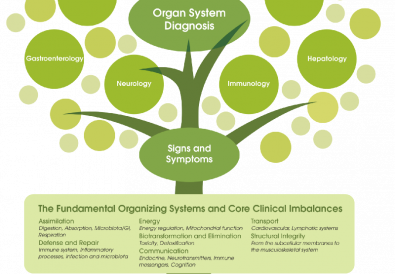 Organ System
Diagnosis
Gastroenterology
Hepatology
Neurology
Immunology
Signs and
Symptoms
The Fundamental Organizing Systems and Core Clinical Imbalances
Assimilation
Digestion, Absorption, Microbiota/GI,
Respiration
Defense and Repair
Immune system, Inflammatory
processes, Infection and microbiota
Energy
Energy regulation, Mitochondrial function
Biotransformation and Elimination
Toxicity, Detoxification
Communication
Endocrine, Neurotransmitters, Immune
messengers, Cognition
Transport
Cardiovascular, Lymphatic systems
Structural Integrity
From the subcellular membranes to
the musculoskeletal system